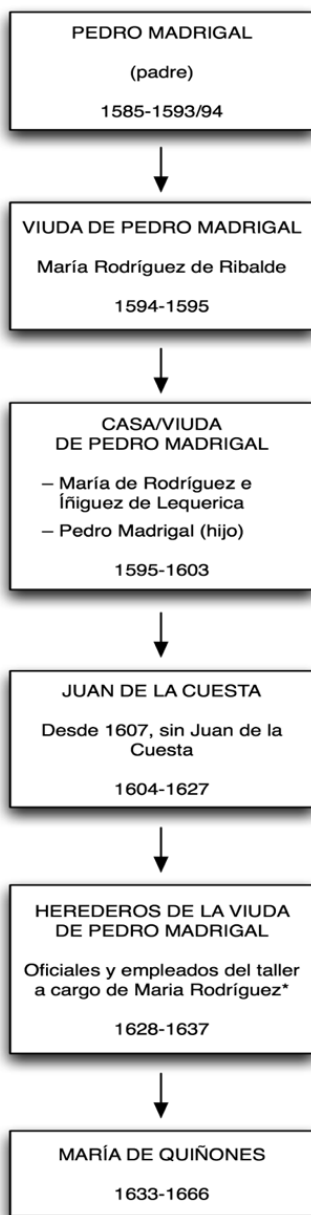 PEDRO MADRIGAL
(padre)
1585-1593/94
VIUDA DE PEDRO MADRIGAL
María Rodríguez de Ribalde
1594-1595
CASA/VIUDA
DE PEDRO MADRIGAL
– María de Rodríguez e
Íñiguez de Lequerica
– Pedro Madrigal (hijo)
1595-1603
JUAN DE LA CUESTA
Desde 1607, sin Juan de la
Cuesta
1604-1627
HEREDEROS DE LA VIUDA
DE PEDRO MADRIGAL
Oficiales y empleados del taller
a cargo de Maria Rodríguez*
1628-1637
MARÍA DE QUIÑONES
1633-1666